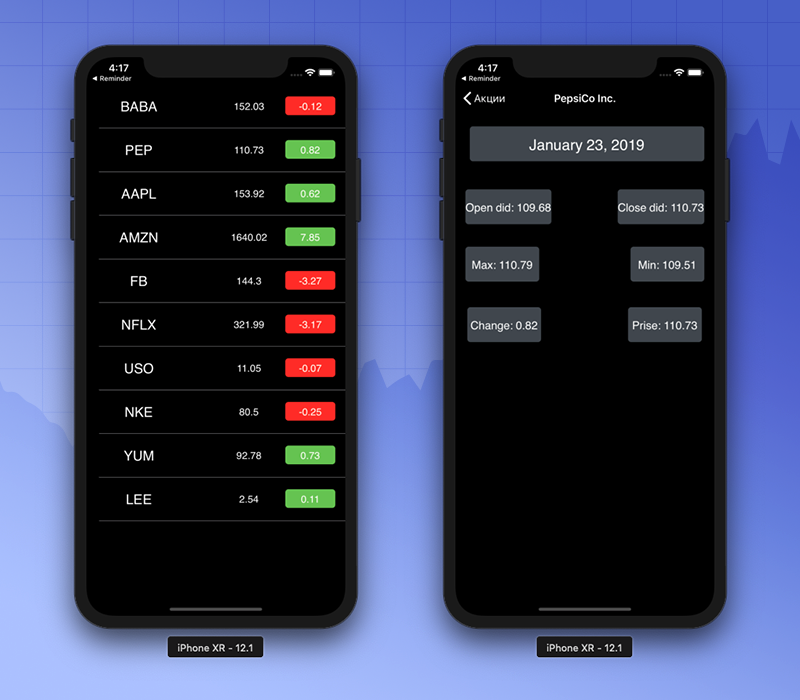 4:17
◀ Reminder
BABA 152.03 -0.12
PEP 110.73 0.82
AAPL 153.92 0.62
AMZN 1640.02 7.85
FB 144.3 -3.27
NFLX 321.99 -3.17
USO 11.05 -0.07
NKE 80.5 -0.25
YUM 92.78 0.73
LEE 2.54 0.11
iPhone XR - 12.1
4:17
◀ Reminder
Акции PepsiCo Inc.
January 23, 2019
Open did: 109.68 Close did: 110.73
Max: 110.79 Min: 109.51
Change: 0.82 Prise: 110.73
iPhone XR - 12.1